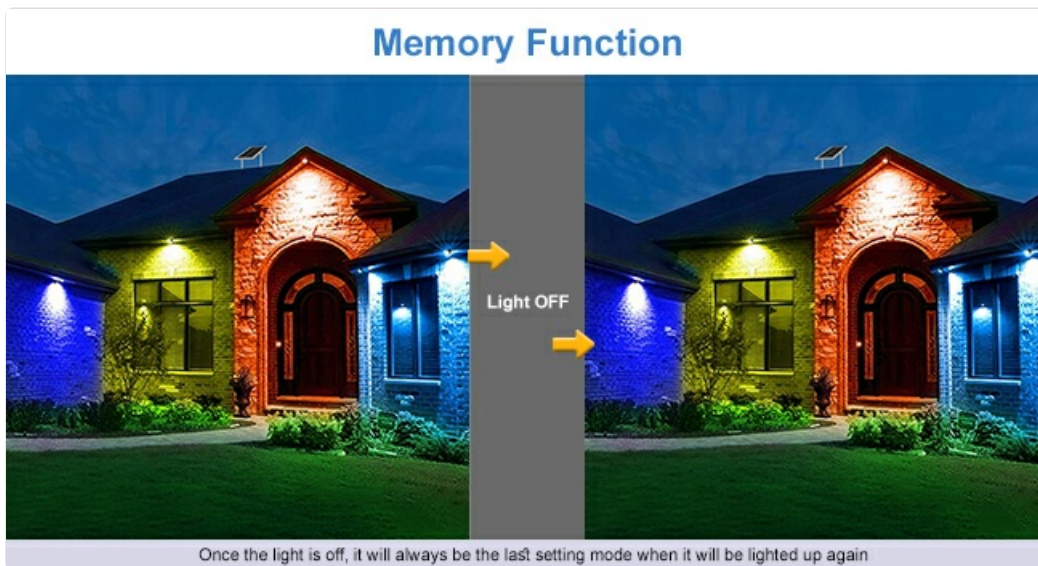 Memory Function
Light OFF
Once the light is off, it will always be the last setting mode when it will be lighted up again